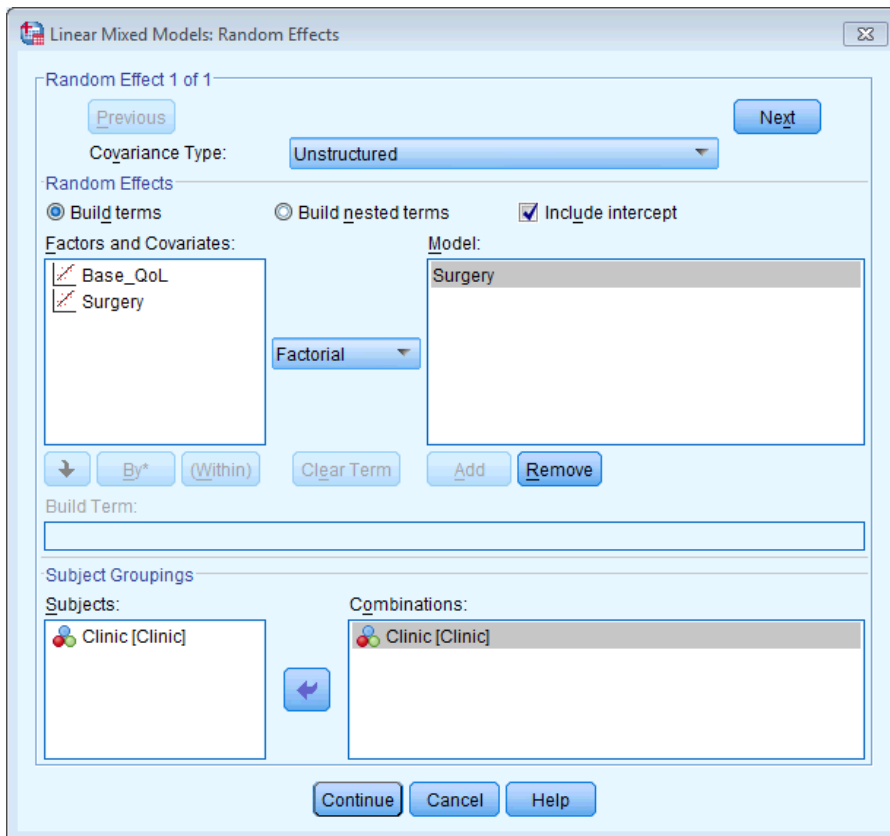 Linear Mixed Models: Random Effects
Random Effect 1 of 1
Previous
Next
Covariance Type:
Unstructured
Random Effects
Build terms
Build nested terms
Include intercept
Factors and Covariates:
Model:
Base_QoL
Surgery
Surgery
Factorial
By*
(Within)
Clear Term
Add
Remove
Build Term:
Subject Groupings
Subjects:
Combinations:
Clinic [Clinic]
Clinic [Clinic]
Continue
Cancel
Help